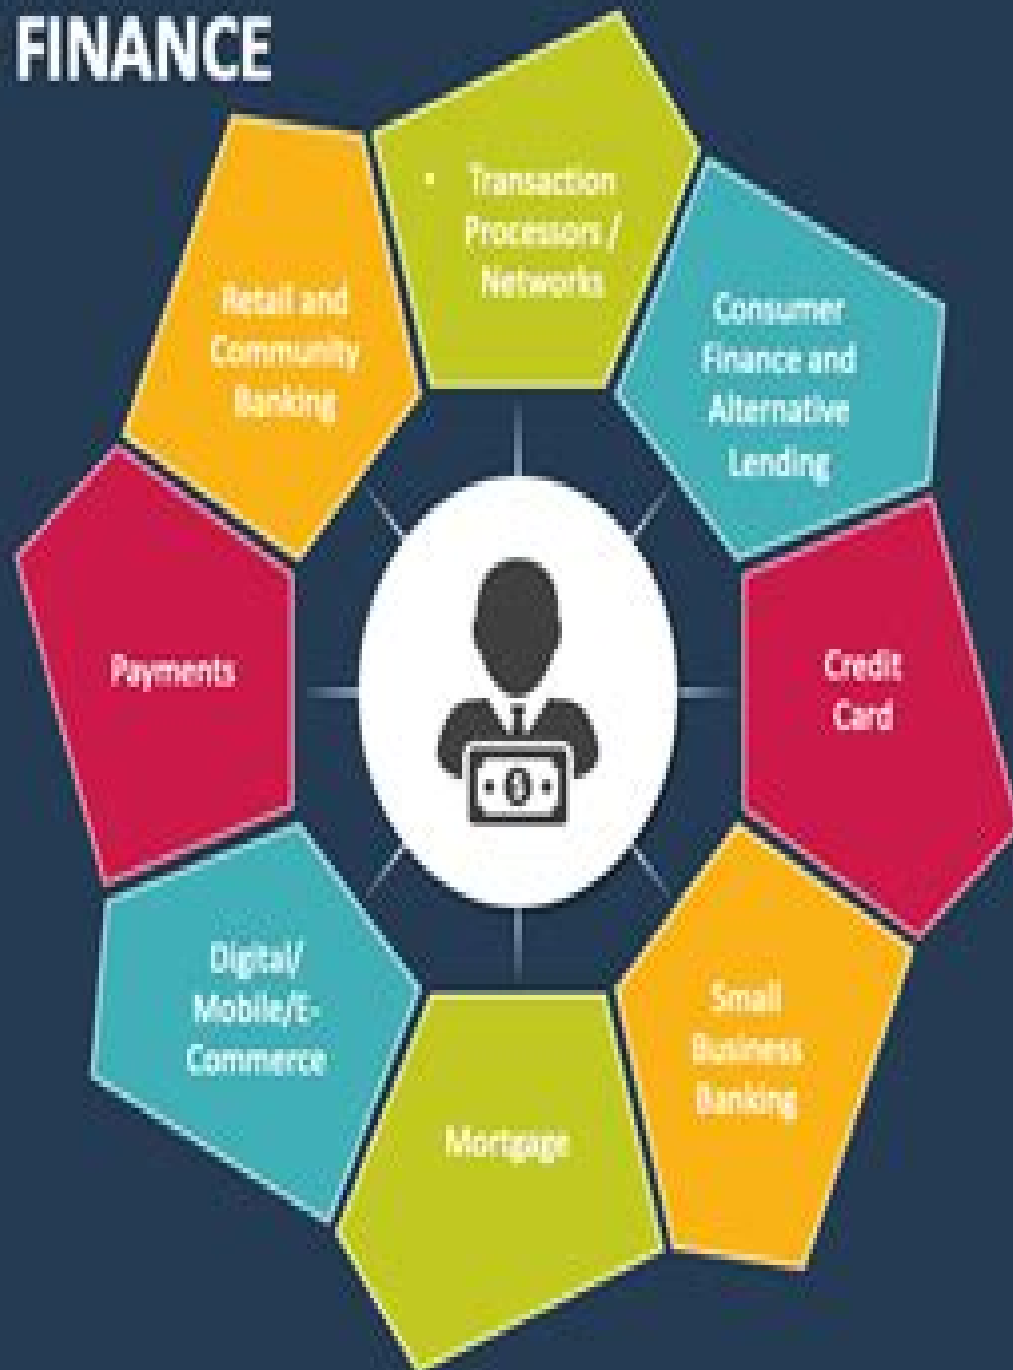 FINANCE
• Transaction
Processors /
Networks
Consumer
Finance and
Alternative
Lending
Credit
Card
Small
Business
Banking
Mortgage
Digital/
Mobile/E-
Commerce
Payments
Retail and
Community
Banking